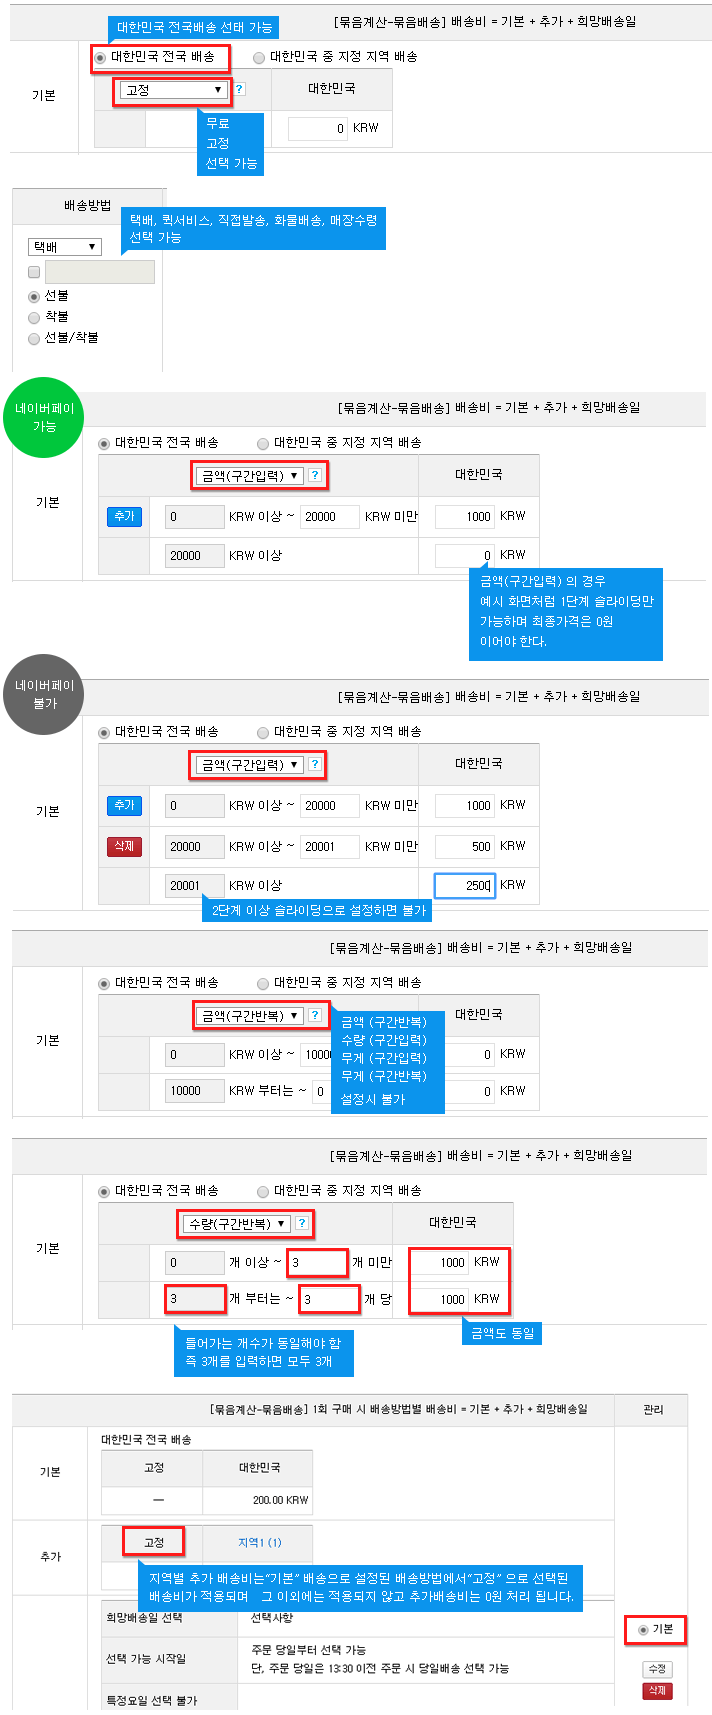 대한민국 전국배송 선태 가능
[묶음계산-묶음배송] 배송비 = 기본 + 추가 + 희망배송일
대한민국 전국 배송 대한민국 중 지정 지역 배송
기본
고정 ? 대한민국
0 KRW
무료
고정
선택 가능
배송방법
택배, 퀵서비스, 직접발송, 화물배송, 매장수령
선택 가능
택배
선불
착불
선불/착불
네이버페이
가능
[묶음계산-묶음배송] 배송비 = 기본 + 추가 + 희망배송일
대한민국 전국 배송 대한민국 중 지정 지역 배송
금액(구간입력) ? 대한민국
기본
추가 0 KRW 이상 ~ 20000 KRW 미만 1000 KRW
20000 KRW 이상 0 KRW
금액(구간입력) 의 경우
예시 화면처럼 1단계 슬라이딩만
가능하며 최종가격은 0원
이어야 한다.
네이버페이
불가
[묶음계산-묶음배송] 배송비 = 기본 + 추가 + 희망배송일
대한민국 전국 배송 대한민국 중 지정 지역 배송
금액(구간입력) ? 대한민국
기본
추가 0 KRW 이상 ~ 20000 KRW 미만 1000 KRW
삭제 20000 KRW 이상 ~ 20001 KRW 미만 500 KRW
20001 KRW 이상 2500 KRW
2단계 이상 슬라이딩으로 설정하면 불가
[묶음계산-묶음배송] 배송비 = 기본 + 추가 + 희망배송일
대한민국 전국 배송 대한민국 중 지정 지역 배송
금액(구간반복) ? 대한민국
기본
금액 (구간반복)
수량 (구간입력)
무게 (구간입력)
무게 (구간반복)
설정시 불가
0 KRW 이상 ~ 10000 0 KRW
10000 KRW 부터는 ~ 0 0 KRW
[묶음계산-묶음배송] 배송비 = 기본 + 추가 + 희망배송일
대한민국 전국 배송 대한민국 중 지정 지역 배송
수량(구간반복) ? 대한민국
기본
0 개 이상 ~ 3 개 미만 1000 KRW
3 개 부터는 ~ 3 개 당 1000 KRW
금액도 동일
들어가는 개수가 동일해야 함
즉 3개를 입력하면 모두 3개
[묶음계산-묶음배송] 1회 구매 시 배송방법별 배송비 = 기본 + 추가 + 희망배송일 관리
대한민국 전국 배송
기본 고정 대한민국
— 200.00 KRW
추가 고정 지역1 (1)
지역별 추가 배송비는“기본” 배송으로 설정된 배송방법에서“고정” 으로 선택된
배송비가 적용되며 그 이외에는 적용되지 않고 추가배송비는 0원 처리 됩니다.
희망배송일 선택 선택사항
기본
선택 가능 시작일 주문 당일부터 선택 가능
단, 주문 당일은 13:30 이전 주문 시 당일배송 선택 가능
수정
삭제
특정요일 선택 불가